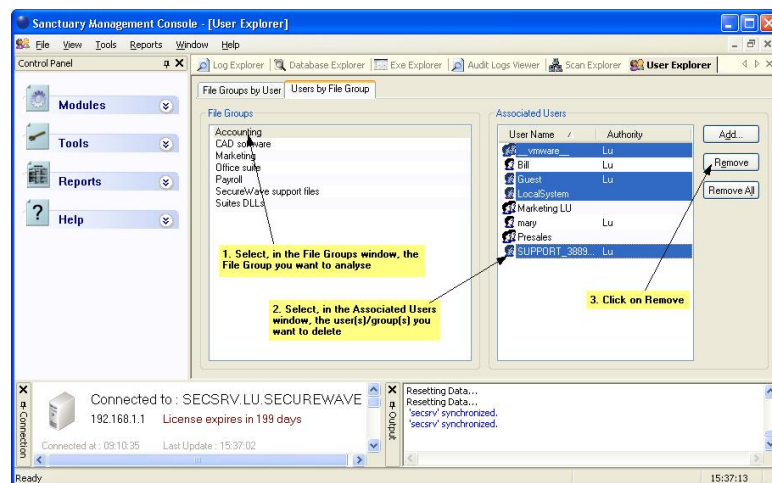 Sanctuary Management Console - [User Explorer]
File View Tools Reports Window Help
Control Panel
Log Explorer Database Explorer Exe Explorer Audit Logs Viewer Scan Explorer User Explorer
Modules
Tools
Reports
Help
File Groups by User Users by File Group
File Groups
Accounting
CAD software
Marketing
Office suite
Payroll
SecureWave support files
Suites DLLs
Associated Users
User Name / Authority
__vmware__ Lu
Bill Lu
Guest Lu
LocalSystem
Marketing LU
mary Lu
Presales
SUPPORT_3889... Lu
Add...
Remove
Remove All
1. Select, in the File Groups window, the
File Group you want to analyse
2. Select, in the Associated Users
window, the user(s)/group(s) you
want to delete
3. Click on Remove
Connection
Connected to : SECSRV.LU.SECUREWAVE
192.168.1.1 License expires in 199 days
Connected at : 09:10:35 Last Update : 15:37:02
Output
Resetting Data...
Resetting Data...
'secsrv' synchronized.
'secsrv' synchronized.
Ready 15:37:13